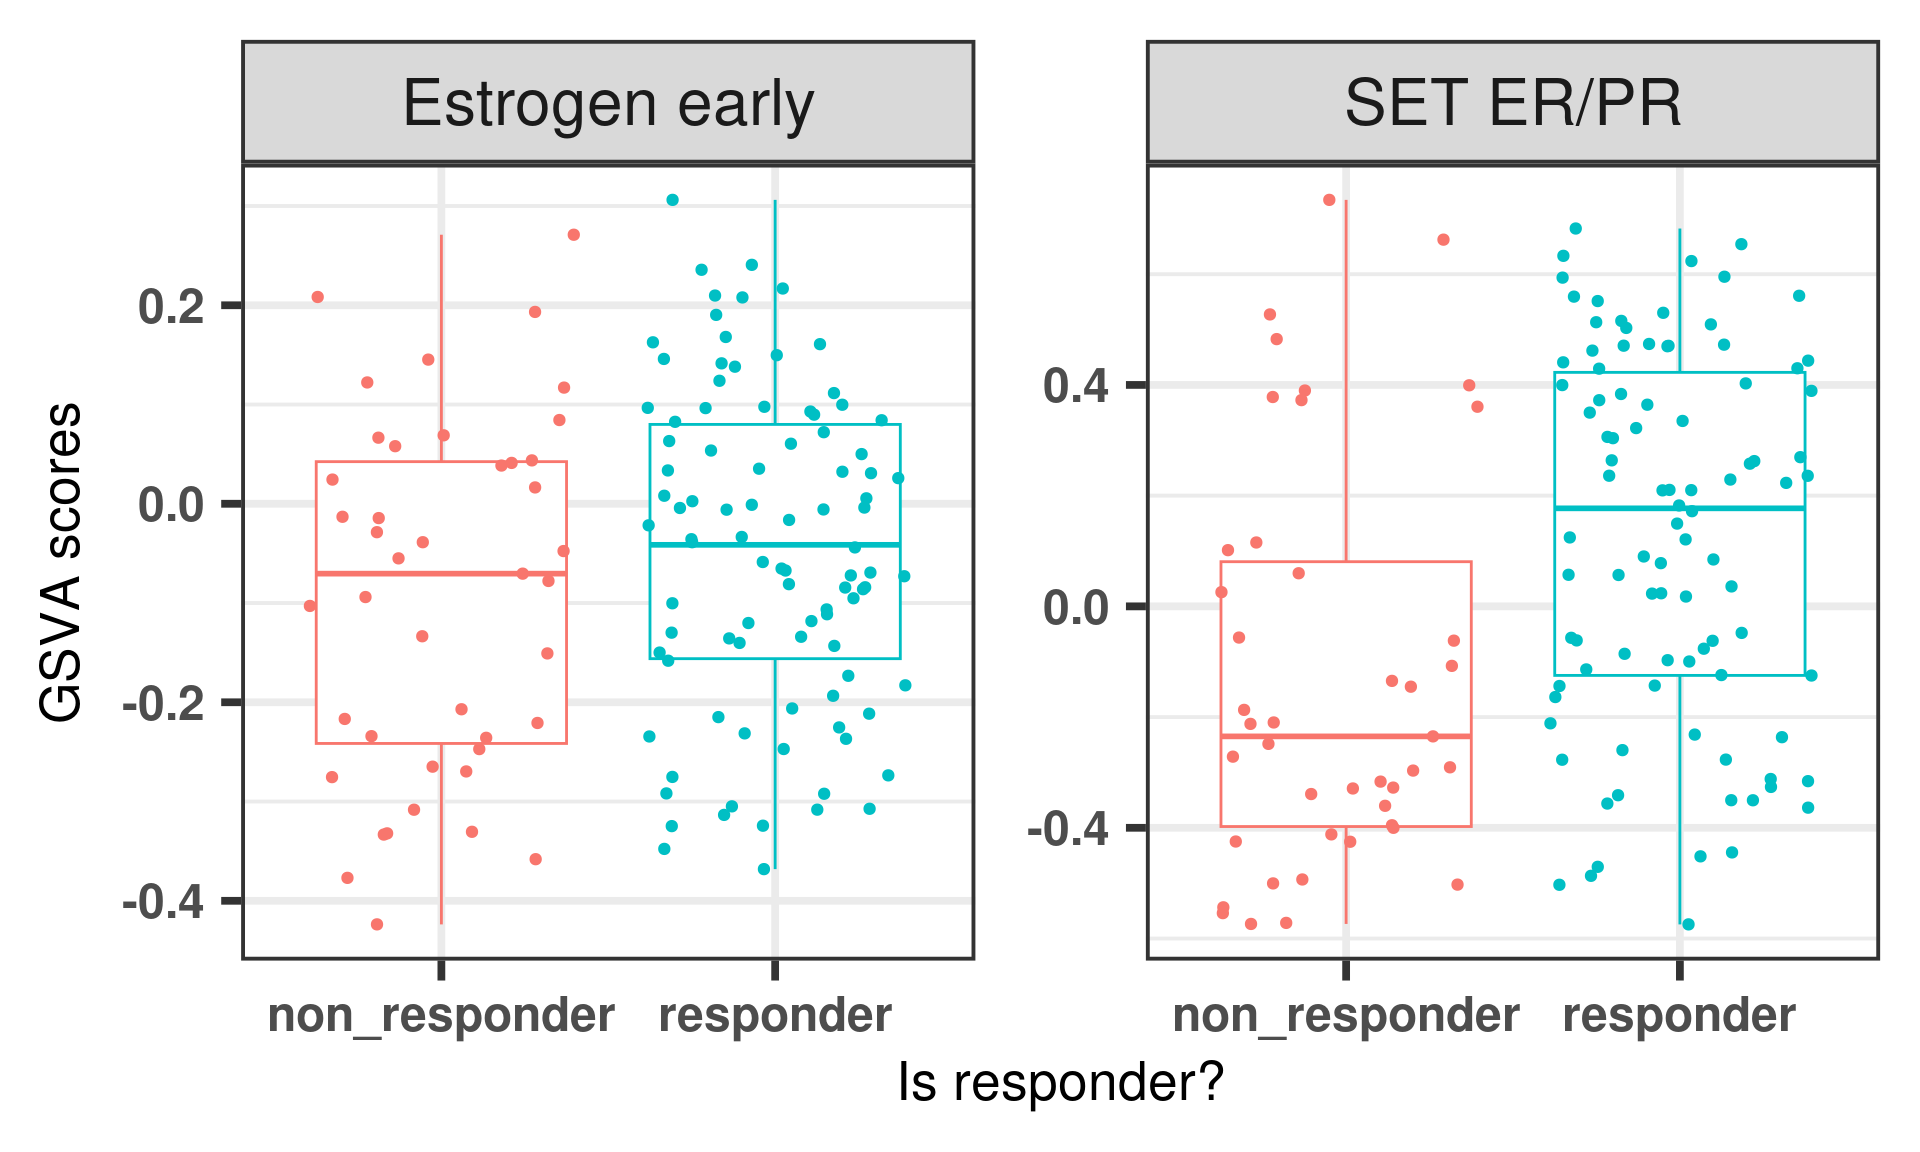 Estrogen early
SET ER/PR
GSVA scores
0.2
0.0
-0.2
-0.4
0.4
0.0
-0.4
non_responder
responder
non_responder
responder
Is responder?